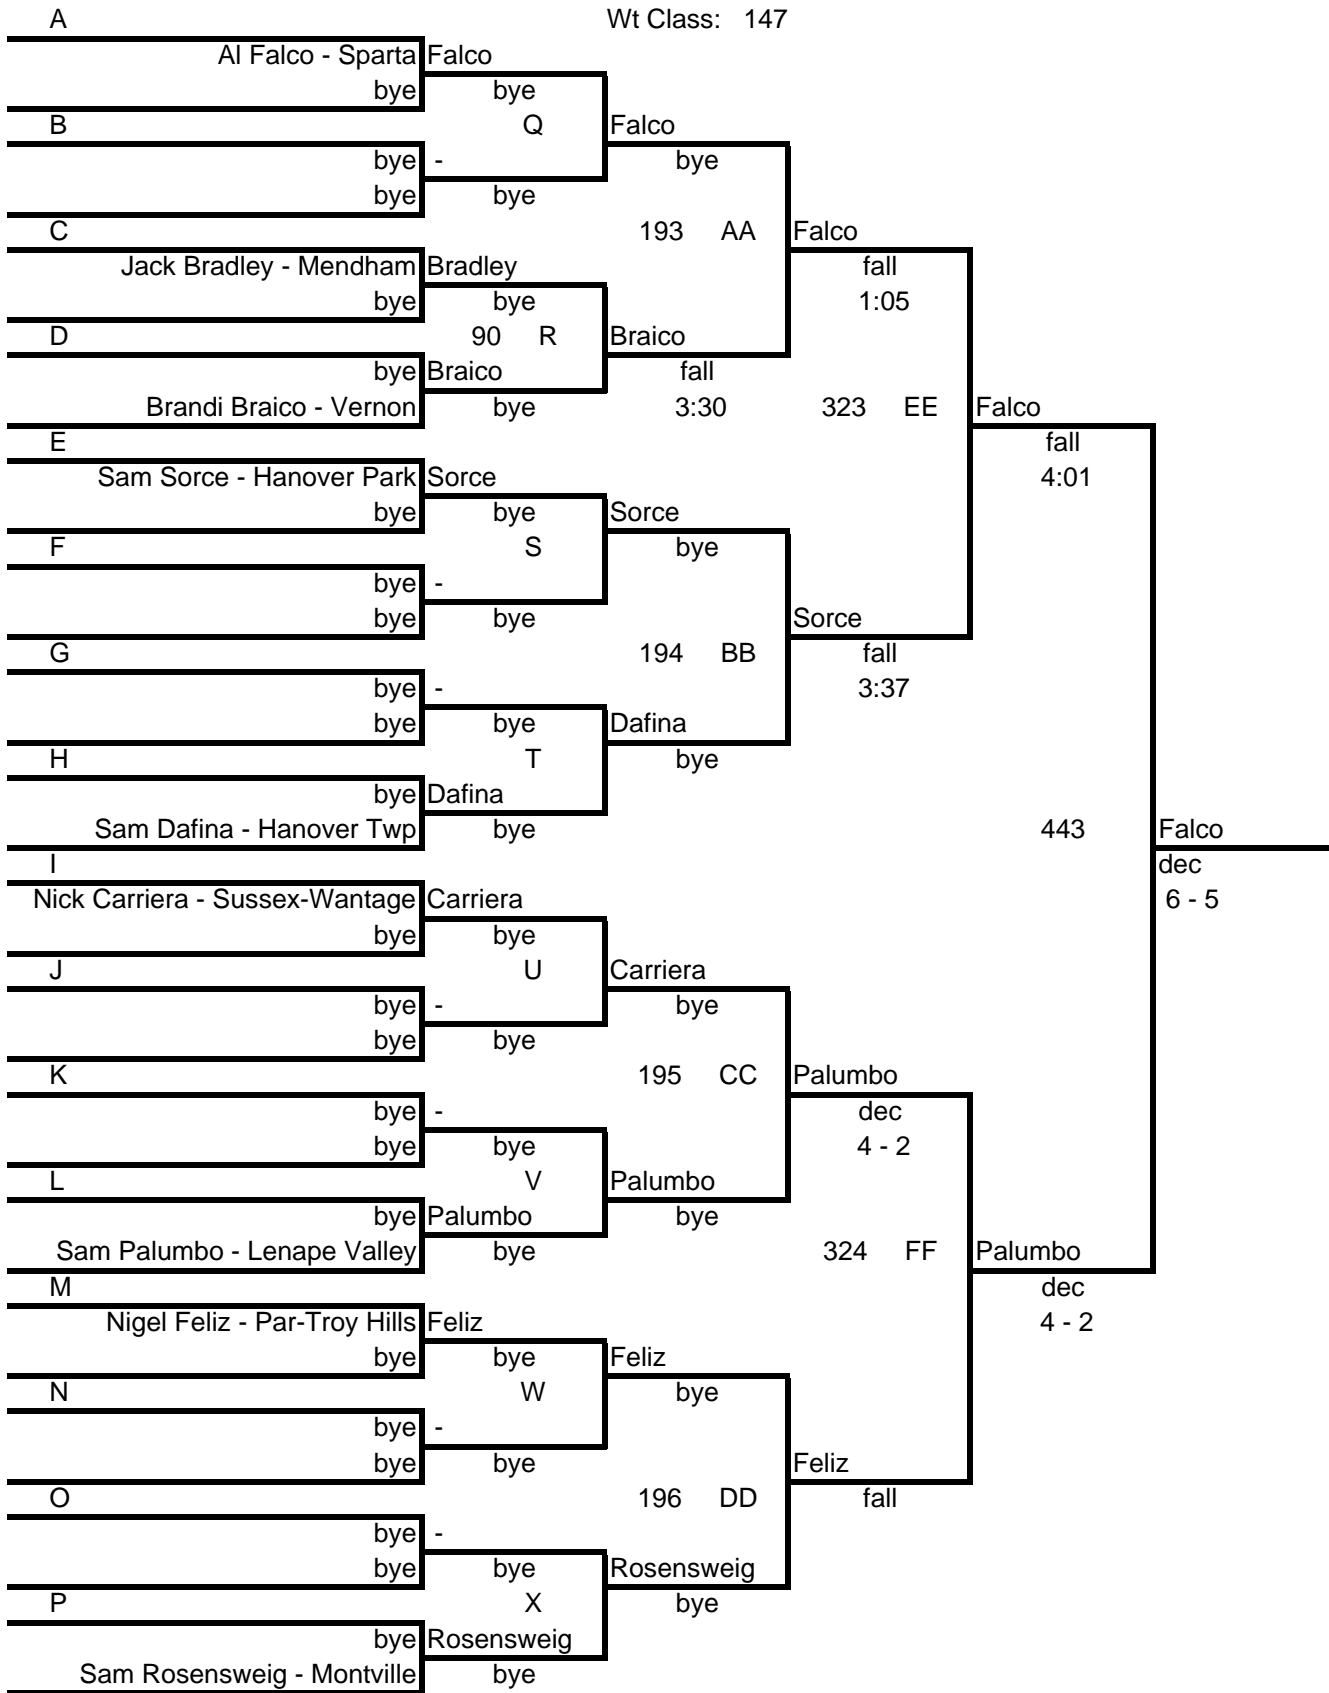 A
Wt Class: 147
Al Falco - Sparta Falco
bye bye
B Q Falco
bye - bye
bye bye
C 193 AA Falco
Jack Bradley - Mendham Bradley fall
bye bye 1:05
D 90 R Braico
bye Braico fall
Brandi Braico - Vernon bye 3:30 323 EE Falco
E fall
Sam Sorce - Hanover Park Sorce 4:01
bye bye Sorce
F S bye
bye -
bye bye Sorce
G 194 BB fall
bye - 3:37
bye bye Dafina
H T bye
bye Dafina
Sam Dafina - Hanover Twp bye 443 Falco
I dec
Nick Carriera - Sussex-Wantage Carriera 6 - 5
bye bye
J U Carriera
bye - bye
bye bye
K 195 CC Palumbo
bye - dec
bye bye 4 - 2
L V Palumbo
bye Palumbo bye
Sam Palumbo - Lenape Valley bye 324 FF Palumbo
M dec
Nigel Feliz - Par-Troy Hills Feliz 4 - 2
bye bye Feliz
N W bye
bye -
bye bye Feliz
O 196 DD fall
bye -
bye bye Rosensweig
P X bye
bye Rosensweig
Sam Rosensweig - Montville bye